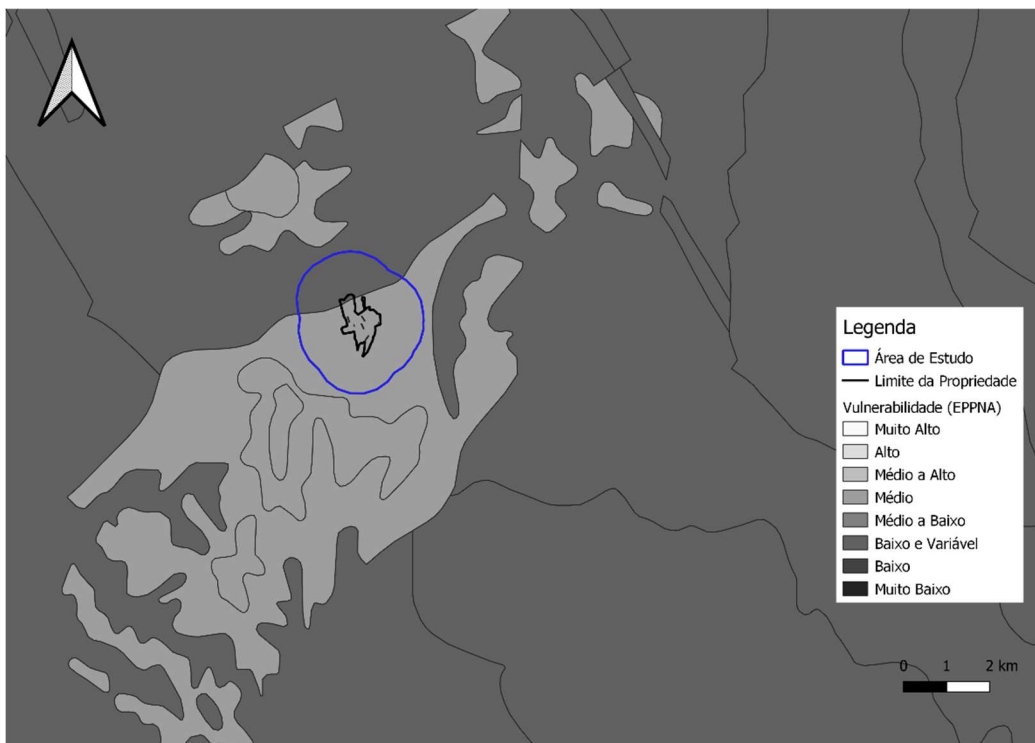 Legenda
Área de Estudo
Limite da Propriedade
Vulnerabilidade (EPPNA)
Muito Alto
Alto
Médio a Alto
Médio
Médio a Baixo
Baixo e Variável
Baixo
Muito Baixo
0 1 2 km